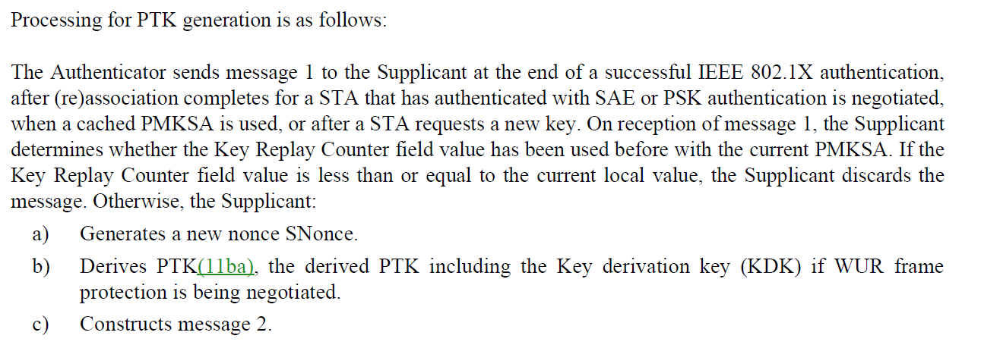 Processing for PTK generation is as follows:
The Authenticator sends message 1 to the Supplicant at the end of a successful IEEE 802.1X authentication,
after (re)association completes for a STA that has authenticated with SAE or PSK authentication is negotiated,
when a cached PMKSA is used, or after a STA requests a new key. On reception of message 1, the Supplicant
determines whether the Key Replay Counter field value has been used before with the current PMKSA. If the
Key Replay Counter field value is less than or equal to the current local value, the Supplicant discards the
message. Otherwise, the Supplicant:
a) Generates a new nonce SNonce.
b) Derives PTK(11ba), the derived PTK including the Key derivation key (KDK) if WUR frame
protection is being negotiated.
c) Constructs message 2.